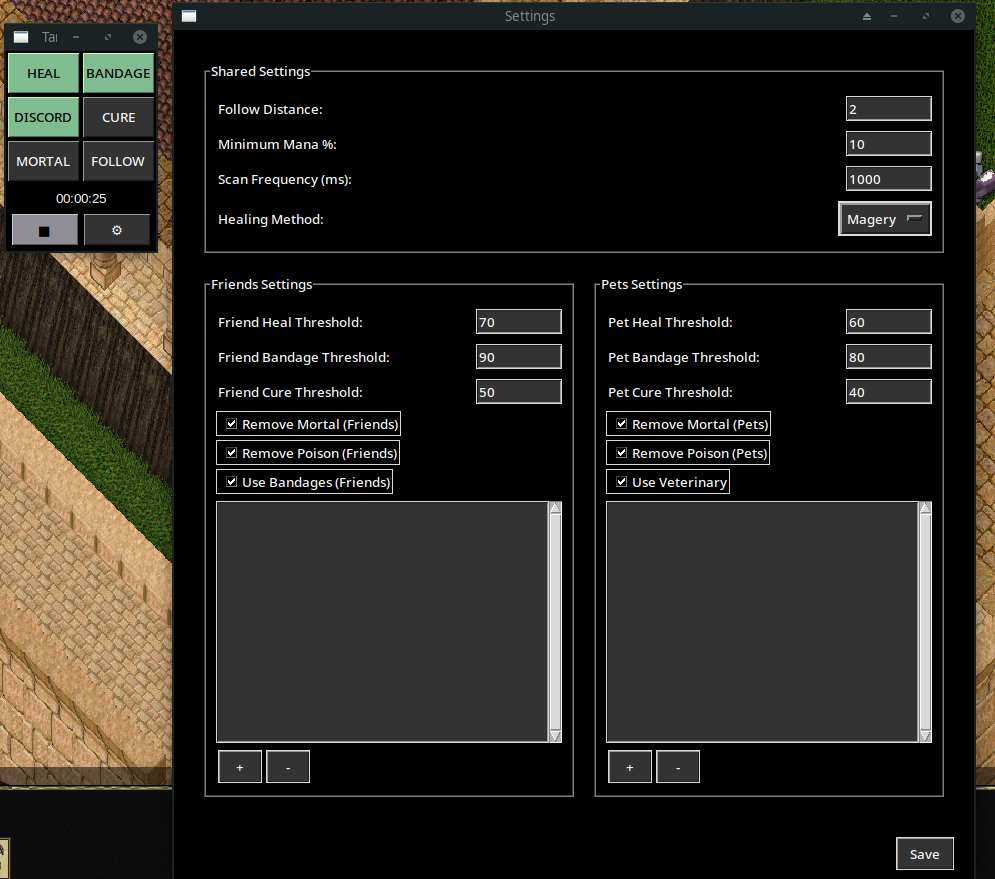 Settings
Ta
HEAL BANDAGE
DISCORD CURE
MORTAL FOLLOW
00:00:25
Shared Settings
Follow Distance: 2
Minimum Mana %: 10
Scan Frequency (ms): 1000
Healing Method: Magery
Friends Settings
Friend Heal Threshold: 70
Friend Bandage Threshold: 90
Friend Cure Threshold: 50
Remove Mortal (Friends)
Remove Poison (Friends)
Use Bandages (Friends)
+ -
Pets Settings
Pet Heal Threshold: 60
Pet Bandage Threshold: 80
Pet Cure Threshold: 40
Remove Mortal (Pets)
Remove Poison (Pets)
Use Veterinary
+ -
Save